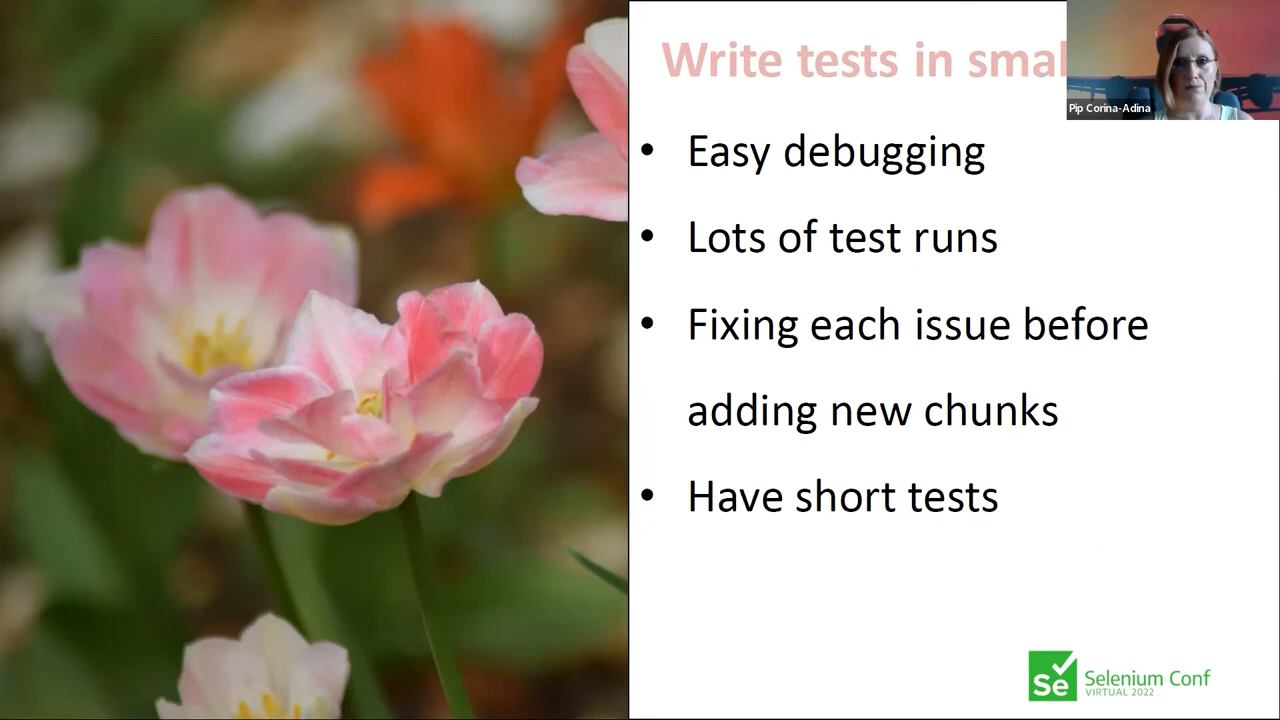 Write tests in smal
Pip Corina-Adina
• Easy debugging
• Lots of test runs
• Fixing each issue before
adding new chunks
• Have short tests
Se
Selenium Conf
VIRTUAL 2022